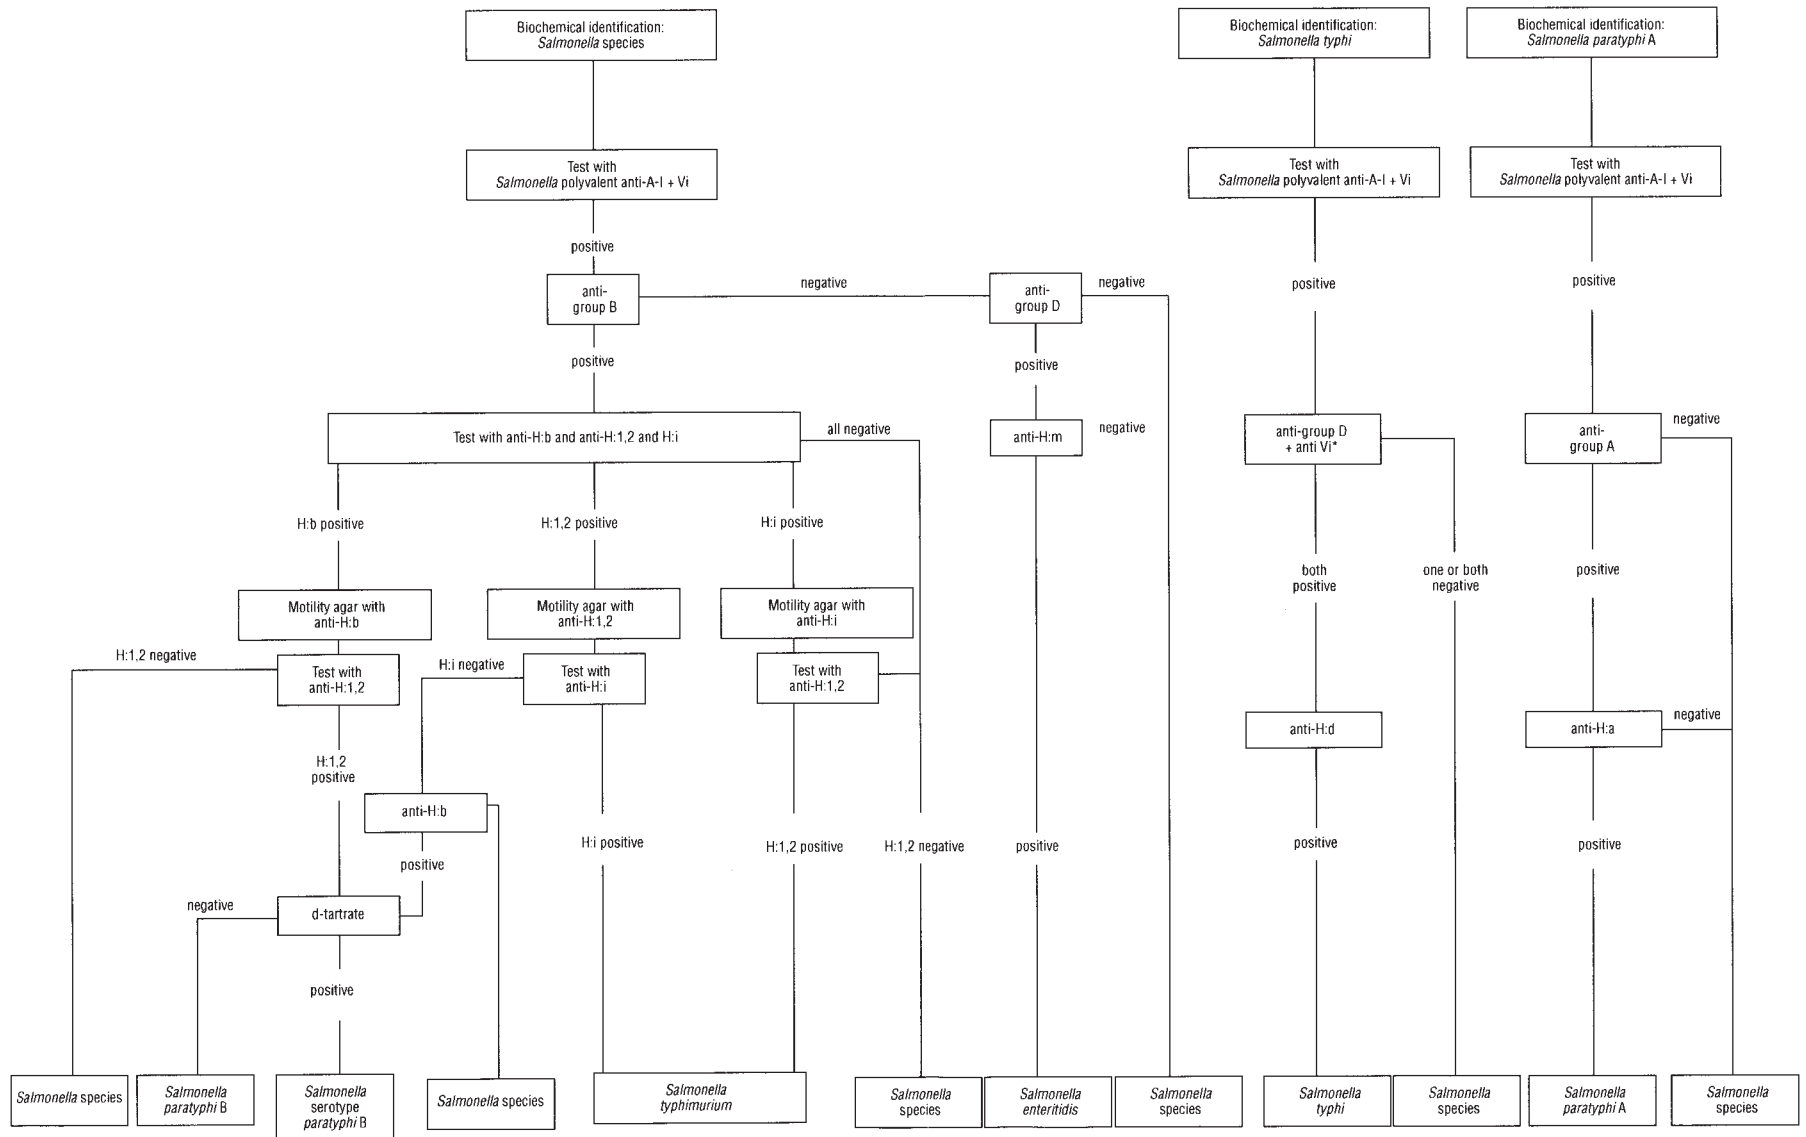 Biochemical identification:
Salmonella species
Biochemical identification:
Salmonella typhi
Biochemical identification:
Salmonella paratyphi A
Test with
Salmonella polyvalent anti-A-I + Vi
Test with
Salmonella polyvalent anti-A-I + Vi
Test with
Salmonella polyvalent anti-A-I + Vi
positive
anti-
group B
negative
anti-
group D
negative
positive
positive
positive
positive
Test with anti-H:b and anti-H:1,2 and H:i
all negative
anti-H:m
negative
anti-group D
+ anti Vi*
anti-
group A
negative
H:b positive
H:1,2 positive
H:i positive
both
positive
one or both
negative
positive
Motility agar with
anti-H:b
Motility agar with
anti-H:1,2
Motility agar with
anti-H:i
H:1,2 negative
Test with
anti-H:1,2
H:i negative
Test with
anti-H:i
Test with
anti-H:1,2
anti-H:d
anti-H:a
negative
H:1,2
positive
anti-H:b
positive
H:i positive
H:1,2 positive
H:1,2 negative
positive
positive
positive
negative
d-tartrate
positive
Salmonella species
Salmonella
paratyphi B
Salmonella
serotype
paratyphi B
Salmonella species
Salmonella
typhimurium
Salmonella
species
Salmonella
enteritidis
Salmonella
species
Salmonella
typhi
Salmonella
species
Salmonella
paratyphi A
Salmonella
species